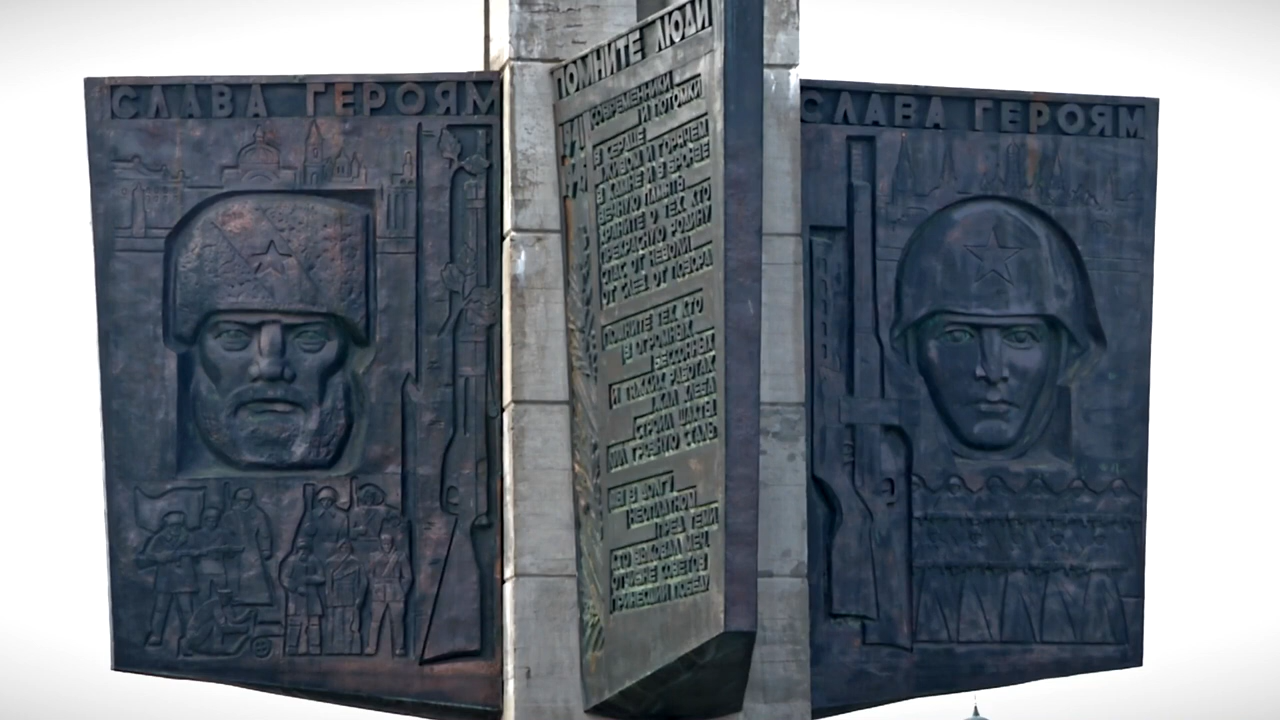 СЛАВА ГЕРОЯМ
ПОМНИТЕ ЛЮДИ
СОВРЕМЕННИКИ
И ПОТОМКИ
В СЕРДЦЕ
ЖИВОМ И ГОРЯЧЕМ
В КАМНЕ И В БРОНЗЕ
ВЕЧНУЮ ПАМЯТЬ
ХРАНИТЕ О ТЕХ, КТО
ПРЕКРАСНУЮ РОДИНУ
СПАС ОТ НЕВОЛИ
ОТ СЛЕЗ, ОТ ПОЗОРА
ПОМНИТЕ ТЕХ, КТО
В ОГРОМНЫХ
БЕССОННЫХ
И ТЯЖКИХ РАБОТАХ
ЖАЛ ХЛЕБА
СТРОИЛ ШАХТЫ
ЛИЛ ГРОЗНУЮ СТАЛЬ
МЫ В ДОЛГУ
НЕОПЛАТНОМ
ПРЕД ТЕМИ
КТО ВЫКОВАЛ МЕЧ,
ОТЧИЗНЕ СОВЕТОВ
ПРИНЕСШИЙ ПОБЕДУ
СЛАВА ГЕРОЯМ